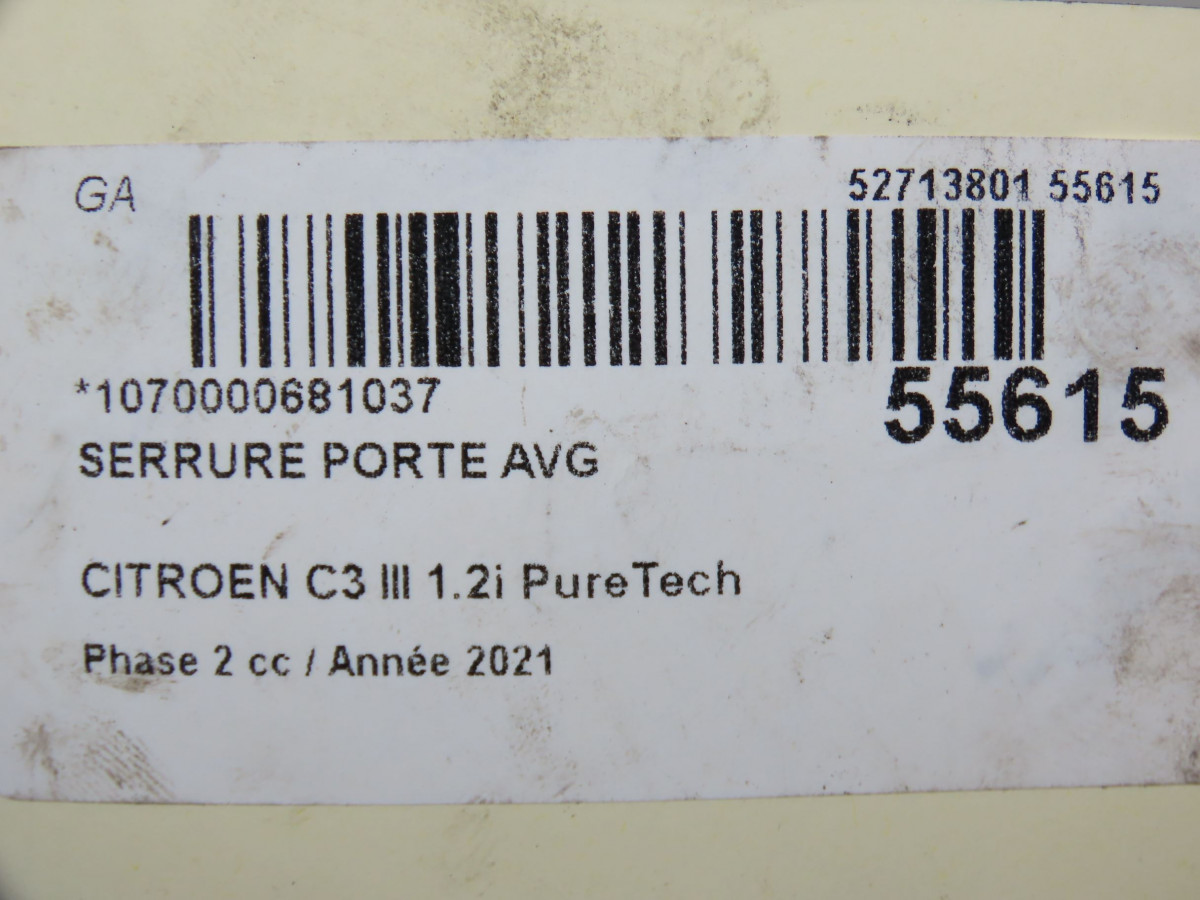 GA
52713801 55615
*1070000681037
55615
SERRURE PORTE AVG
CITROEN C3 III 1.2i PureTech
Phase 2 cc / Année 2021